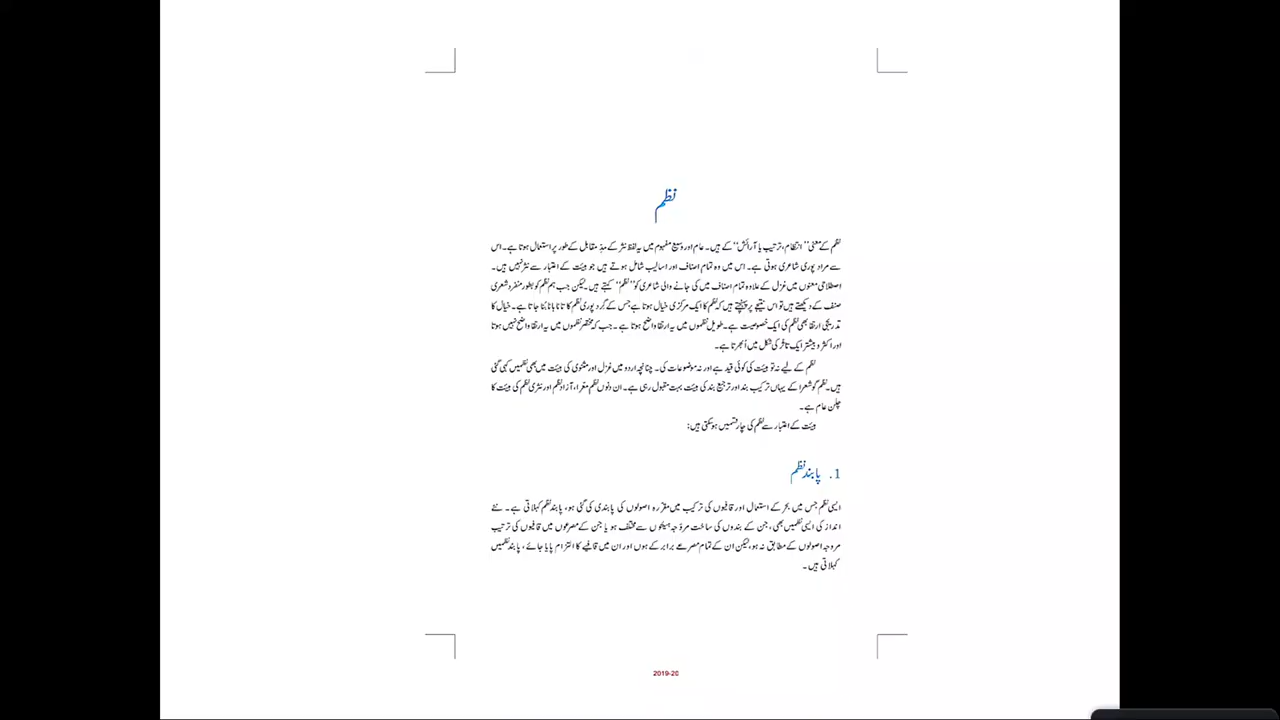 نظم
نظم کے معنی ''انتظام، ترتیب یا آرائش'' کے ہیں۔ عام اور وسیع مفہوم میں یہ لفظ نثر کے مدِّ مقابل کے طور پر استعمال ہوتا ہے۔ اس
سے مراد پوری شاعری ہوتی ہے۔ اس میں وہ تمام اصناف اور اسالیب شامل ہوتے ہیں جو ہیئت کے اعتبار سے نثر نہیں ہیں۔
اصطلاحی معنوں میں غزل کے علاوہ تمام اصناف میں کی جانے والی شاعری کو ''نظم'' کہتے ہیں۔ لیکن جب ہم نظم کو بطور منفرد شعری
صنف کے دیکھتے ہیں تو اس نتیجے پر پہنچتے ہیں کہ نظم کا ایک مرکزی خیال ہوتا ہے جس کے گرد پوری نظم کا تانا بانا بُنا جاتا ہے۔ خیال کا
تدریجی ارتقا بھی نظم کی ایک خصوصیت ہے۔ طویل نظموں میں یہ ارتقا واضح ہوتا ہے۔ جب کہ مختصر نظموں میں یہ ارتقا واضح نہیں ہوتا
اور اکثر و بیشتر ایک تاثر کی شکل میں اُبھرتا ہے۔
نظم کے لیے نہ تو ہیئت کی کوئی قید ہے اور نہ موضوعات کی۔ چنانچہ اردو میں غزل اور مثنوی کی ہیئت میں بھی نظمیں کہی گئی
ہیں۔ نظم گو شعرا کے یہاں ترکیب بند اور ترجیع بند کی ہیئت بہت مقبول رہی ہے۔ ان دنوں نظم معّرا، آزاد نظم اور نثری نظم کی ہیئت کا
چلن عام ہے۔
ہیئت کے اعتبار سے نظم کی چار قسمیں ہو سکتی ہیں:
1. پابند نظم
ایسی نظم جس میں بحر کے استعمال اور قافیوں کی ترکیب میں مقررہ اصولوں کی پابندی کی گئی ہو، پابند نظم کہلاتی ہے۔ نئے
انداز کی ایسی نظمیں بھی، جن کے بندوں کی ساخت مروّجہ ہیئتوں سے مختلف ہو یا جن کے مصرعوں میں قافیوں کی ترتیب
مروجہ اصولوں کے مطابق نہ ہو، لیکن ان کے تمام مصرعے برابر کے ہوں اور ان میں قافیے کا التزام پایا جائے، پابند نظمیں
کہلاتی ہیں۔
2019-20